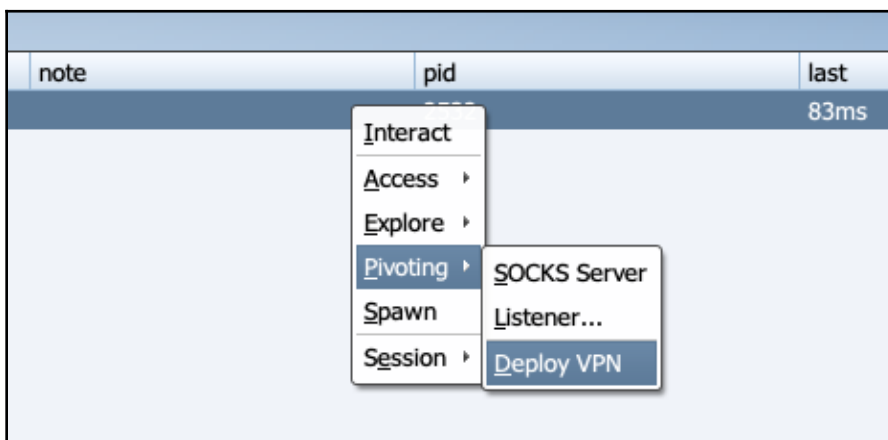 note pid last
83ms
Interact
Access
Explore
Pivoting
Spawn
Session
SOCKS Server
Listener...
Deploy VPN